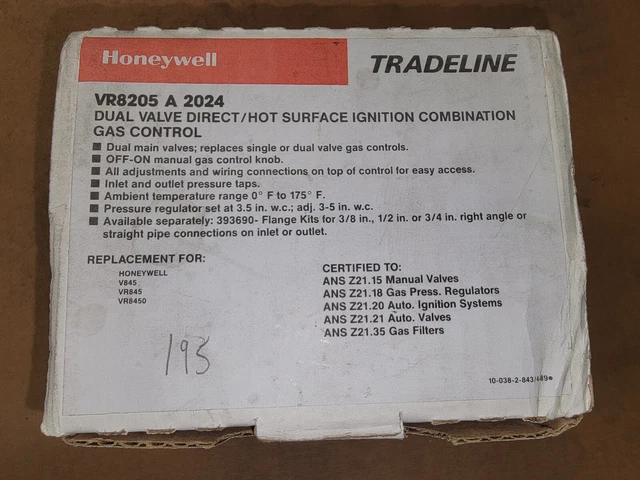 Honeywell
TRADELINE
VR8205 A 2024
DUAL VALVE DIRECT/HOT SURFACE IGNITION COMBINATION
GAS CONTROL
■ Dual main valves; replaces single or dual valve gas controls.
■ OFF-ON manual gas control knob.
■ All adjustments and wiring connections on top of control for easy access.
■ Inlet and outlet pressure taps.
■ Ambient temperature range 0° F to 175° F.
■ Pressure regulator set at 3.5 in. w.c.; adj. 3-5 in. w.c.
■ Available separately: 393690- Flange Kits for 3/8 in., 1/2 in. or 3/4 in. right angle or
straight pipe connections on inlet or outlet.
REPLACEMENT FOR:
HONEYWELL
V845
VR845
VR8450
CERTIFIED TO:
ANS Z21.15 Manual Valves
ANS Z21.18 Gas Press. Regulators
ANS Z21.20 Auto. Ignition Systems
ANS Z21.21 Auto. Valves
ANS Z21.35 Gas Filters
195